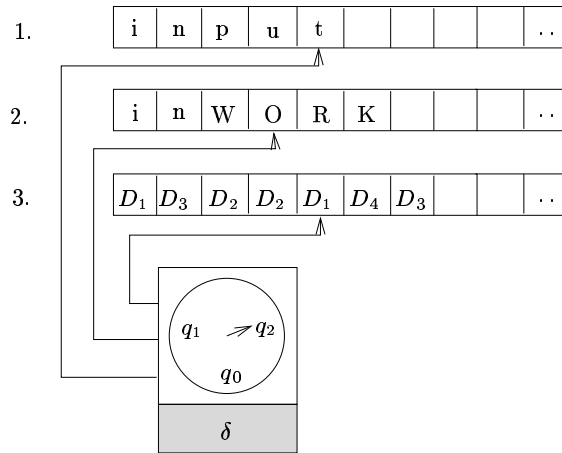 1. i n p u t . .
2. i n W O R K . .
3. D₁ D₃ D₂ D₂ D₁ D₄ D₃ . .
q₁ q₂
q₀
δ